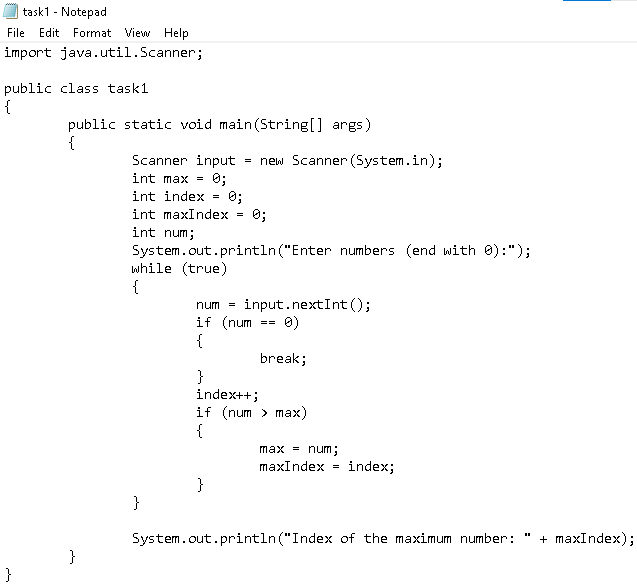 task1 - Notepad
File Edit Format View Help
import java.util.Scanner;

public class task1
{
        public static void main(String[] args)
        {
                Scanner input = new Scanner(System.in);
                int max = 0;
                int index = 0;
                int maxIndex = 0;
                int num;
                System.out.println("Enter numbers (end with 0):");
                while (true)
                {
                        num = input.nextInt();
                        if (num == 0)
                        {
                                break;
                        }
                        index++;
                        if (num > max)
                        {
                                max = num;
                                maxIndex = index;
                        }
                }

                System.out.println("Index of the maximum number: " + maxIndex);
        }
}